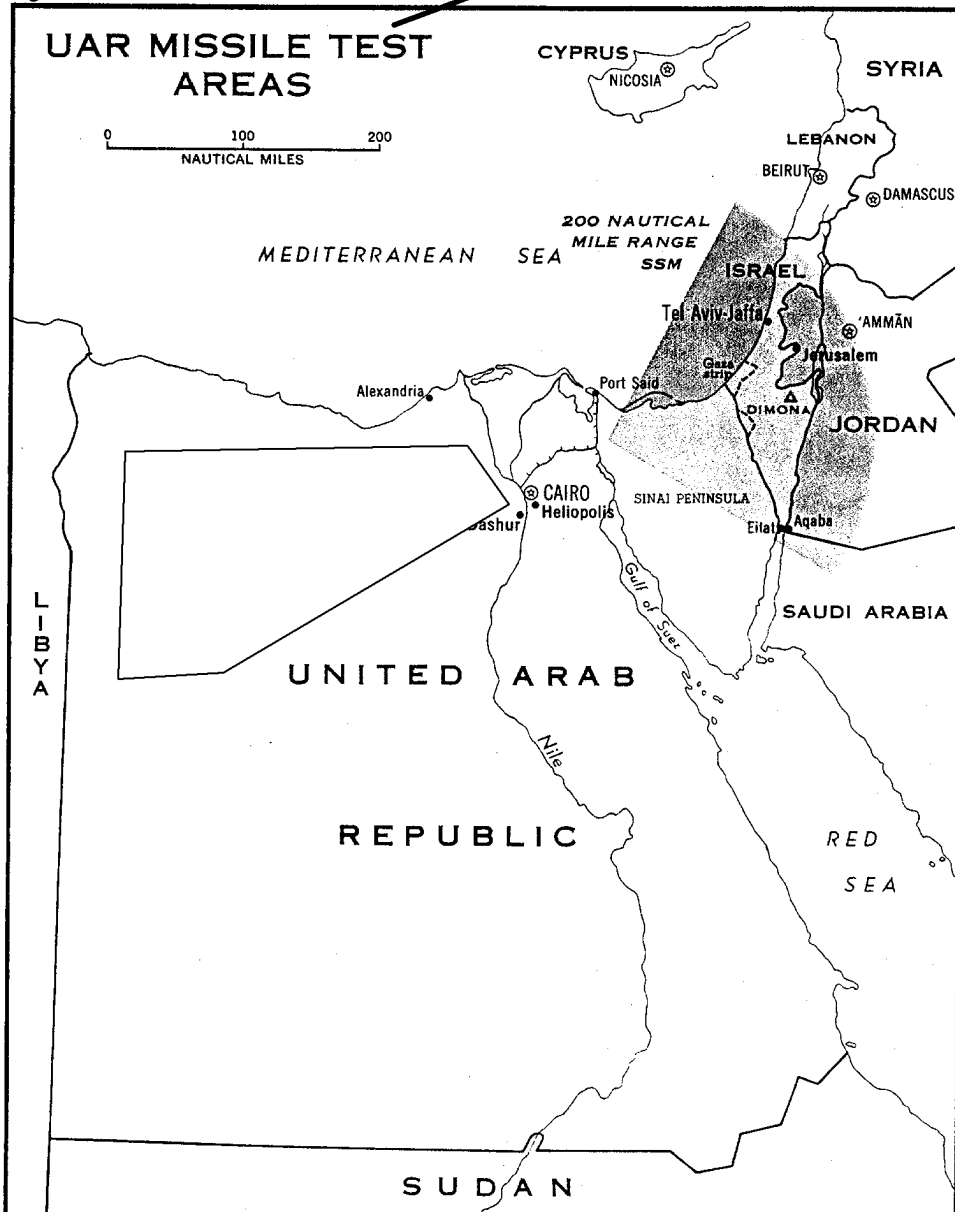 UAR MISSILE TEST
AREAS
0 100 200
NAUTICAL MILES
CYPRUS
NICOSIA
SYRIA
LEBANON
BEIRUT
DAMASCUS
200 NAUTICAL
MILE RANGE
SSM
MEDITERRANEAN SEA
ISRAEL
Tel Aviv-Jaffa
'AMMĀN
Jerusalem
Gaza
strip
Port Said
Alexandria
DIMONA
JORDAN
CAIRO
Heliopolis
Dashur
SINAI PENINSULA
Eilat
Aqaba
Gulf of Suez
SAUDI ARABIA
LIBYA
UNITED ARAB
Nile
REPUBLIC
RED
SEA
SUDAN